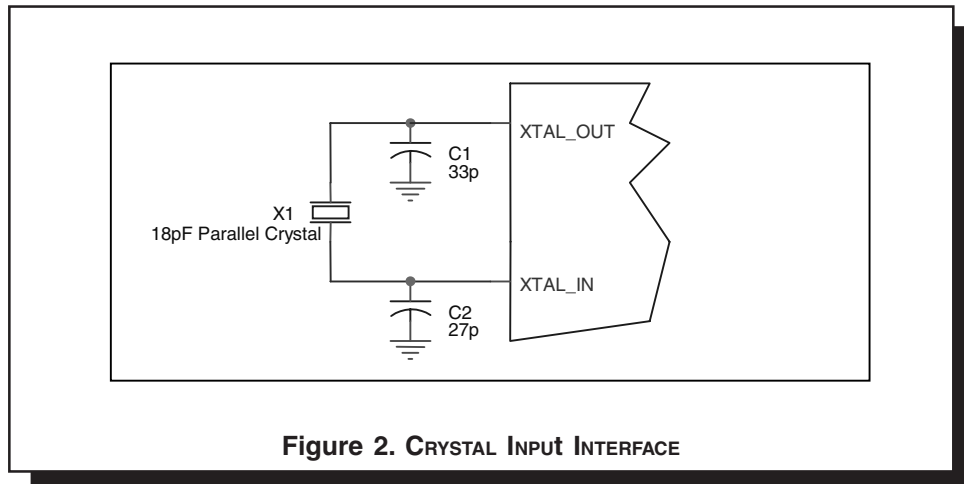 XTAL_OUT
C1
33p
X1
18pF Parallel Crystal
XTAL_IN
C2
27p
Figure 2. CRYSTAL INPUT INTERFACE